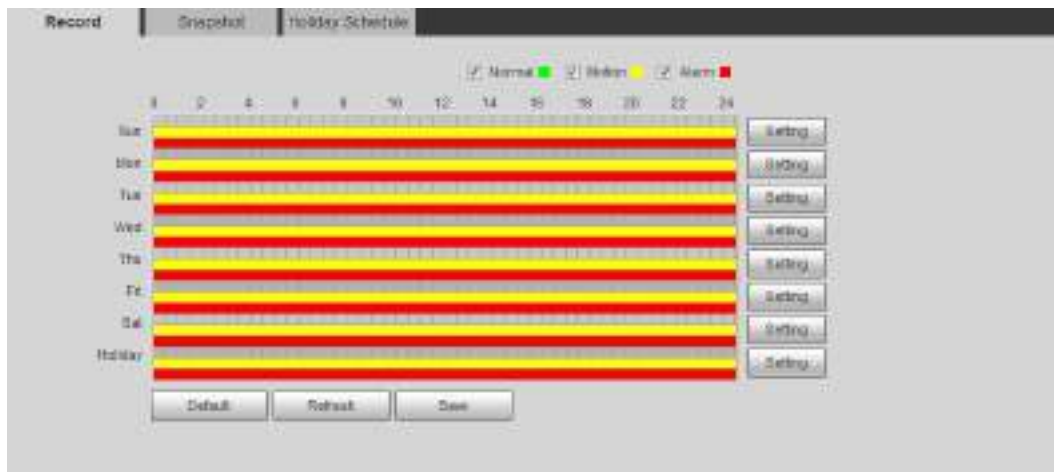 Record Snapshot Holiday Schedule
Normal Motion Alarm
0 2 4 6 8 10 12 14 16 18 20 22 24
Sun Setting
Mon Setting
Tue Setting
Wed Setting
Thu Setting
Fri Setting
Sat Setting
Holiday Setting
Default Refresh Save